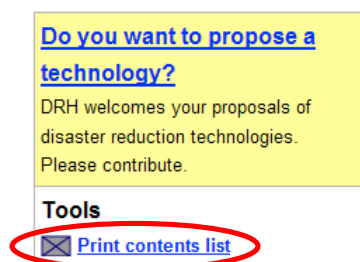 Do you want to propose a
technology?
DRH welcomes your proposals of
disaster reduction technologies.
Please contribute.
Tools
Print contents list